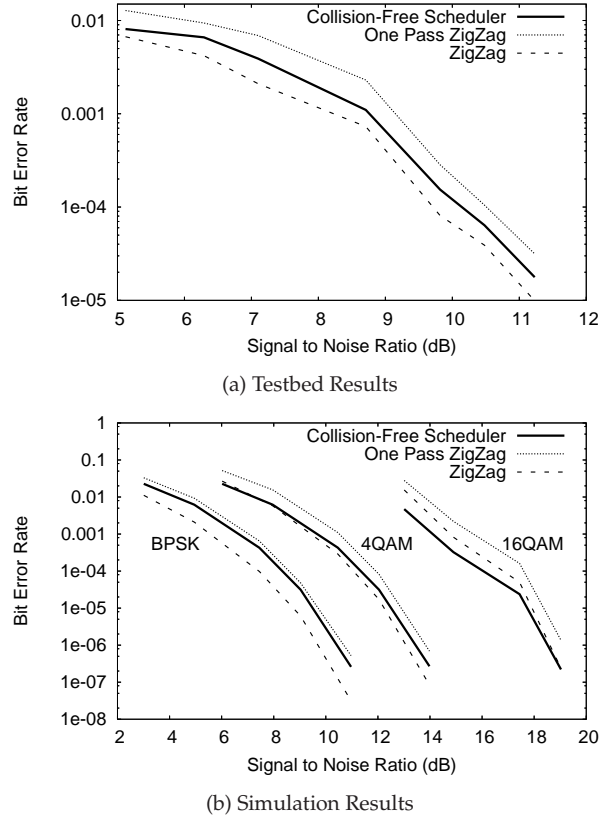 Collision-Free Scheduler
One Pass ZigZag
ZigZag
0.01
0.001
1e-04
1e-05
Bit Error Rate
5 6 7 8 9 10 11 12
Signal to Noise Ratio (dB)
(a) Testbed Results
Collision-Free Scheduler
One Pass ZigZag
ZigZag
1
0.1
0.01
0.001
1e-04
1e-05
1e-06
1e-07
1e-08
Bit Error Rate
BPSK 4QAM 16QAM
2 4 6 8 10 12 14 16 18 20
Signal to Noise Ratio (dB)
(b) Simulation Results